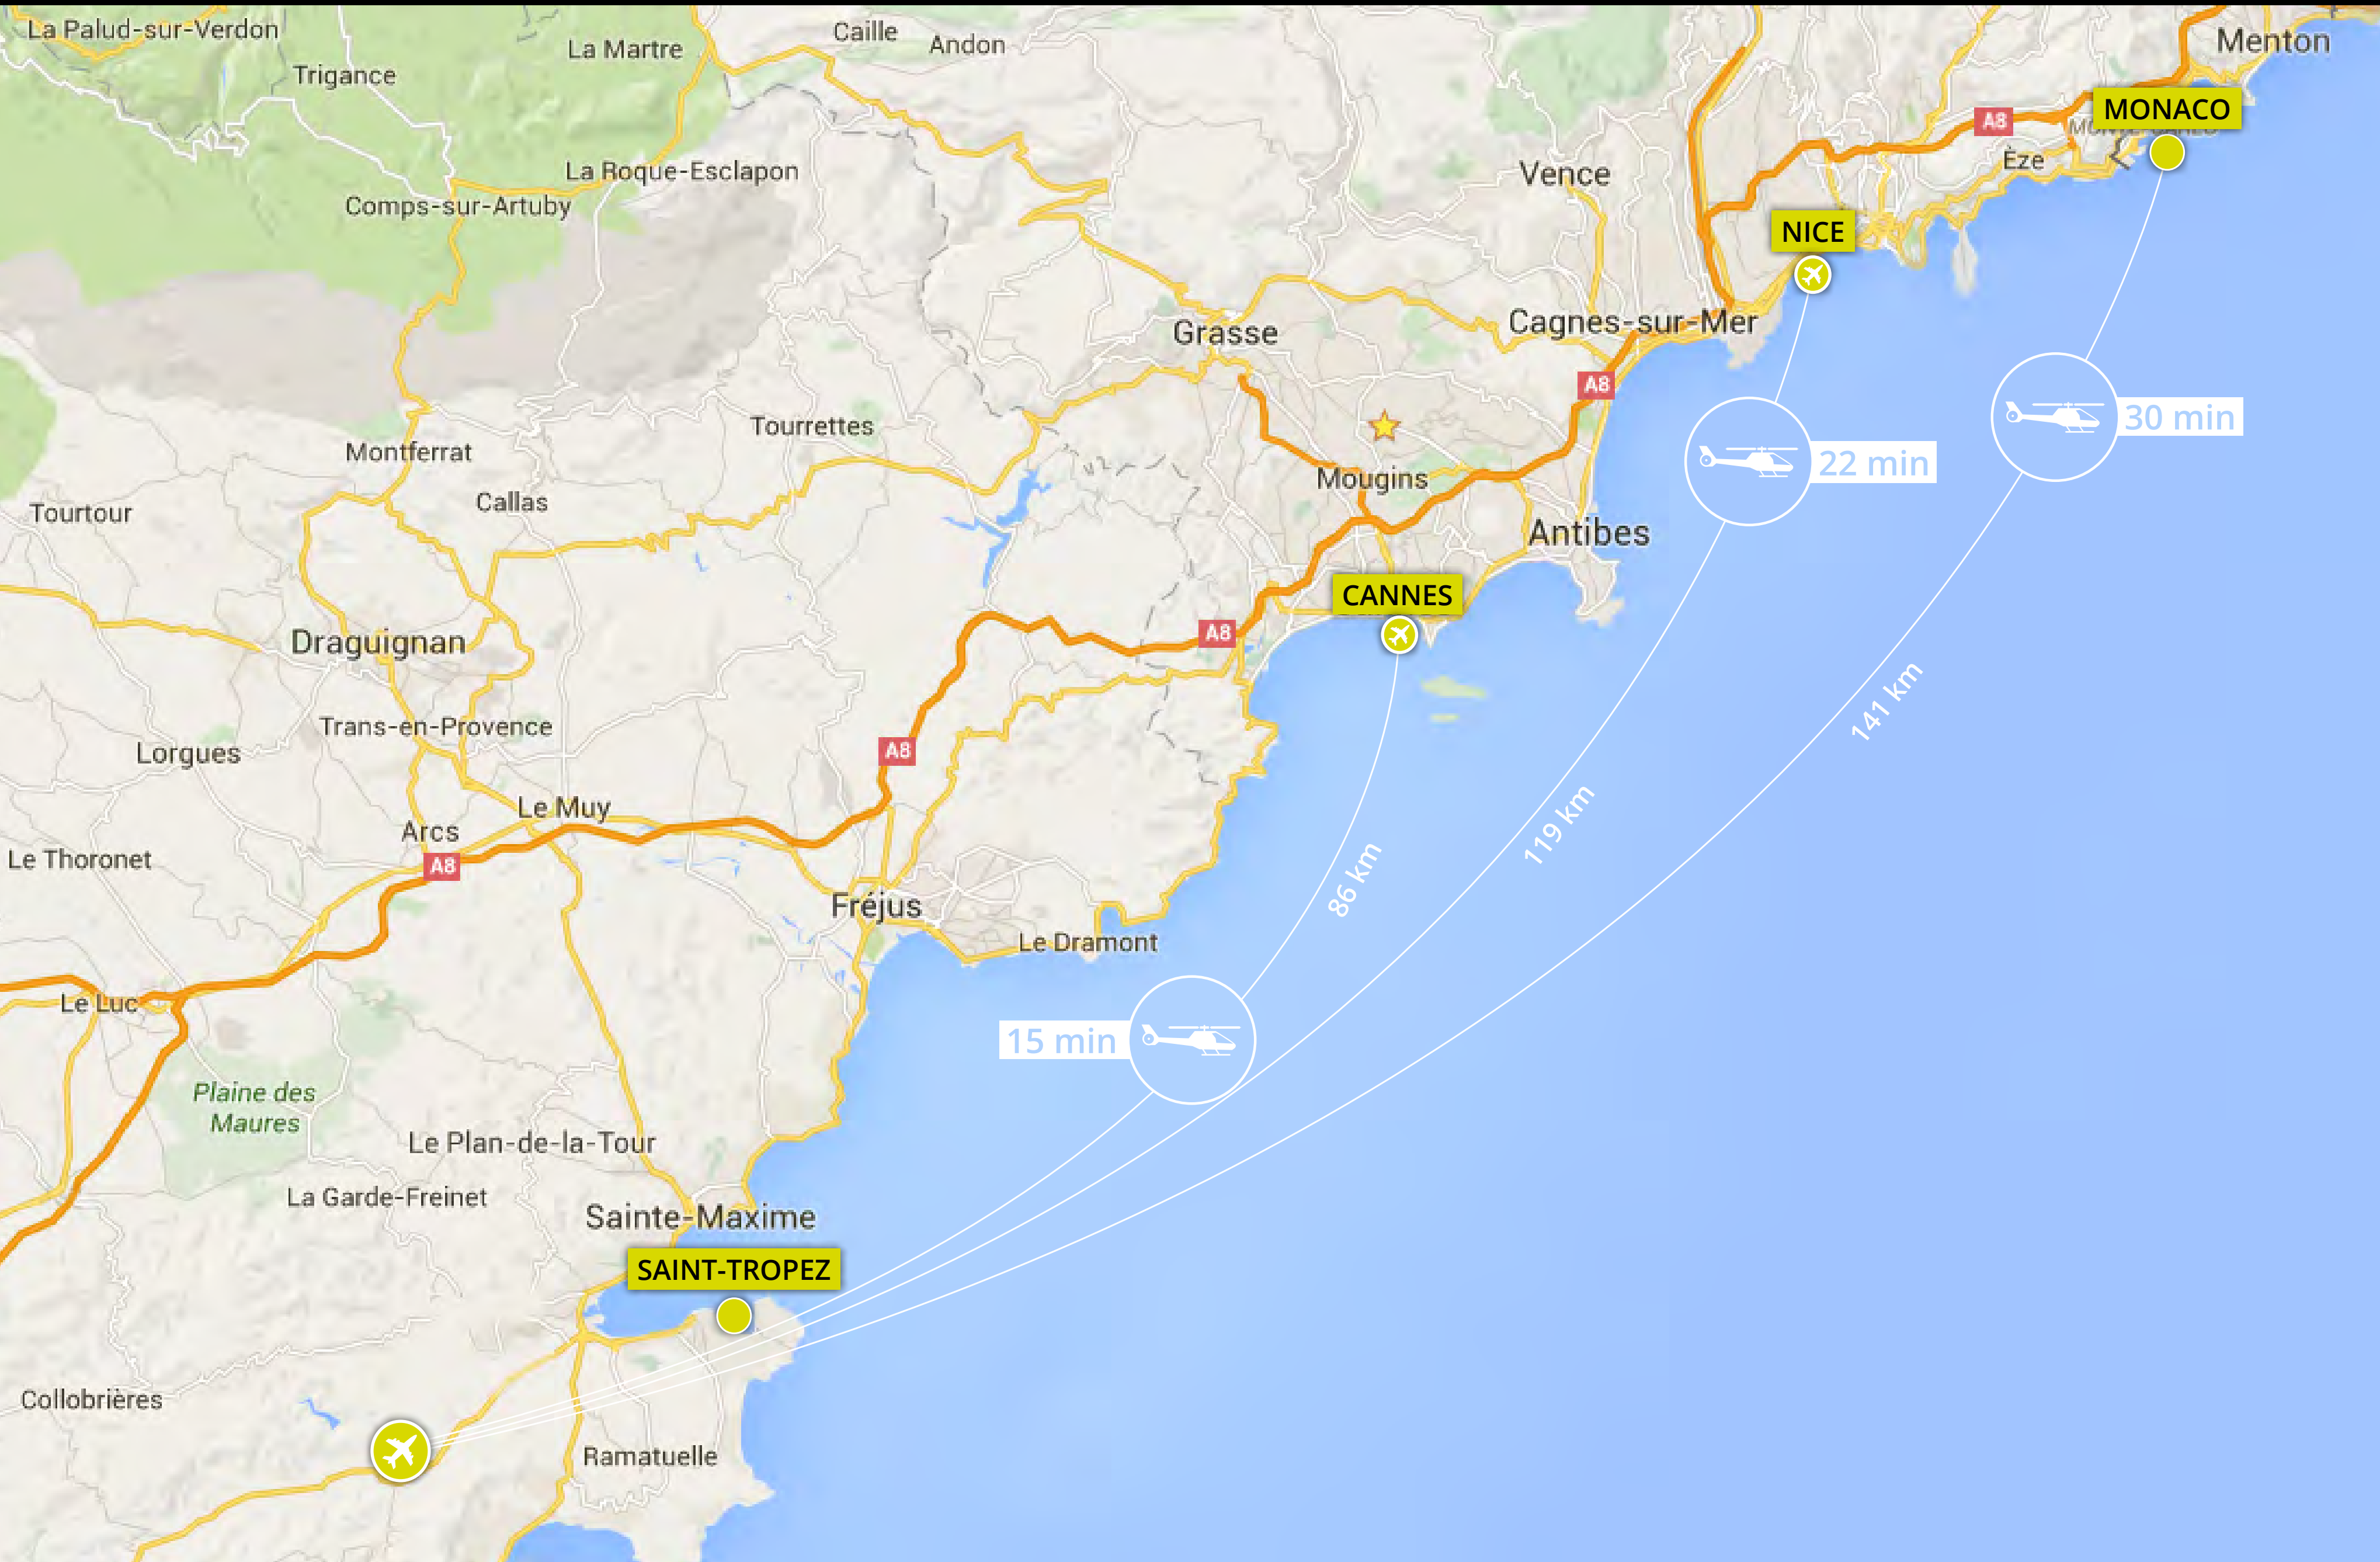 La Palud-sur-Verdon
Trigance
La Martre
Caille
Andon
Menton
MONACO
A8
Èze
La Roque-Esclapon
Comps-sur-Artuby
Vence
NICE
Grasse
Cagnes-sur-Mer
A8
30 min
Tourrettes
Montferrat
22 min
Mougins
Callas
Tourtour
Antibes
CANNES
A8
Draguignan
141 km
Trans-en-Provence
Lorgues
A8
Le Muy
119 km
Arcs
Le Thoronet
A8
86 km
Fréjus
Le Dramont
Le Luc
15 min
Plaine des
Maures
Le Plan-de-la-Tour
La Garde-Freinet
Sainte-Maxime
SAINT-TROPEZ
Collobrières
Ramatuelle